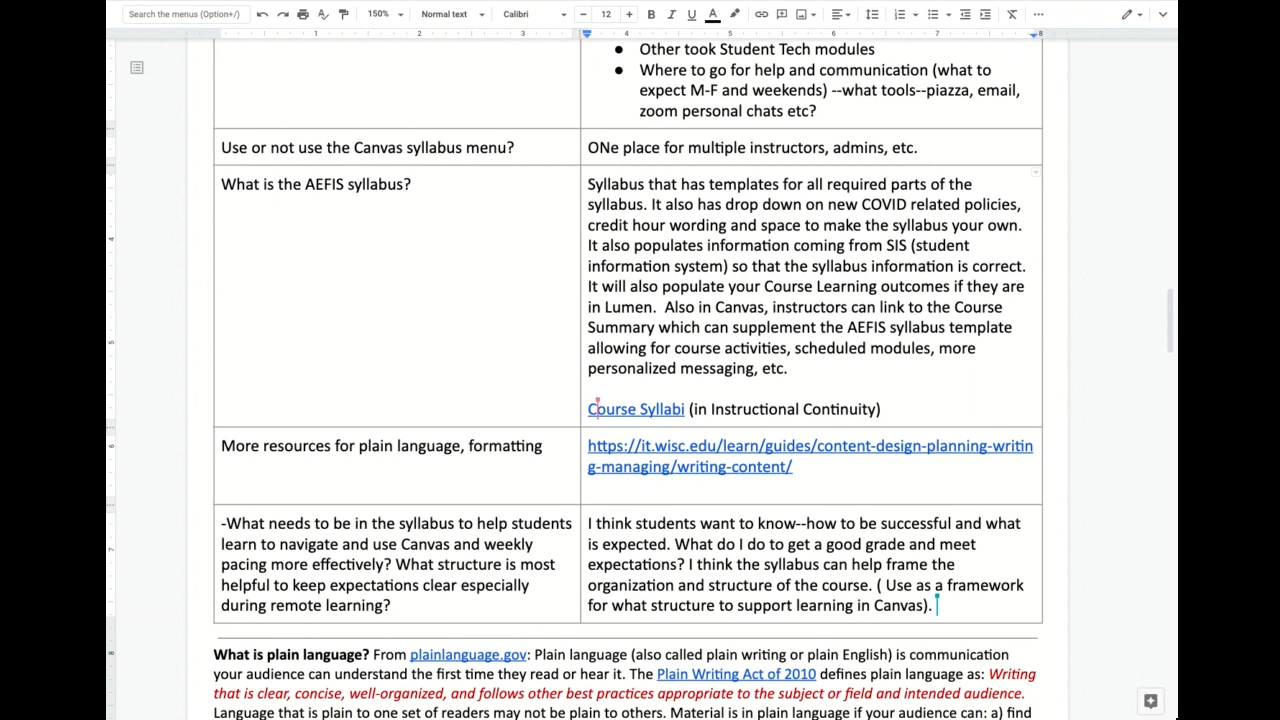 Search the menus (Option+/)
150%
Normal text
Calibri
12
B I U A
1 2 3 4 5 6 7 8
● Other took Student Tech modules
● Where to go for help and communication (what to
expect M-F and weekends) --what tools--piazza, email,
zoom personal chats etc?
Use or not use the Canvas syllabus menu?
ONe place for multiple instructors, admins, etc.
What is the AEFIS syllabus?
Syllabus that has templates for all required parts of the
syllabus. It also has drop down on new COVID related policies,
credit hour wording and space to make the syllabus your own.
It also populates information coming from SIS (student
information system) so that the syllabus information is correct.
It will also populate your Course Learning outcomes if they are
in Lumen.  Also in Canvas, instructors can link to the Course
Summary which can supplement the AEFIS syllabus template
allowing for course activities, scheduled modules, more
personalized messaging, etc.
Course Syllabi (in Instructional Continuity)
More resources for plain language, formatting
https://it.wisc.edu/learn/guides/content-design-planning-writin
g-managing/writing-content/
-What needs to be in the syllabus to help students
learn to navigate and use Canvas and weekly
pacing more effectively? What structure is most
helpful to keep expectations clear especially
during remote learning?
I think students want to know--how to be successful and what
is expected. What do I do to get a good grade and meet
expectations? I think the syllabus can help frame the
organization and structure of the course. ( Use as a framework
for what structure to support learning in Canvas).
What is plain language? From plainlanguage.gov: Plain language (also called plain writing or plain English) is communication
your audience can understand the first time they read or hear it. The Plain Writing Act of 2010 defines plain language as: Writing
that is clear, concise, well-organized, and follows other best practices appropriate to the subject or field and intended audience.
Language that is plain to one set of readers may not be plain to others. Material is in plain language if your audience can: a) find